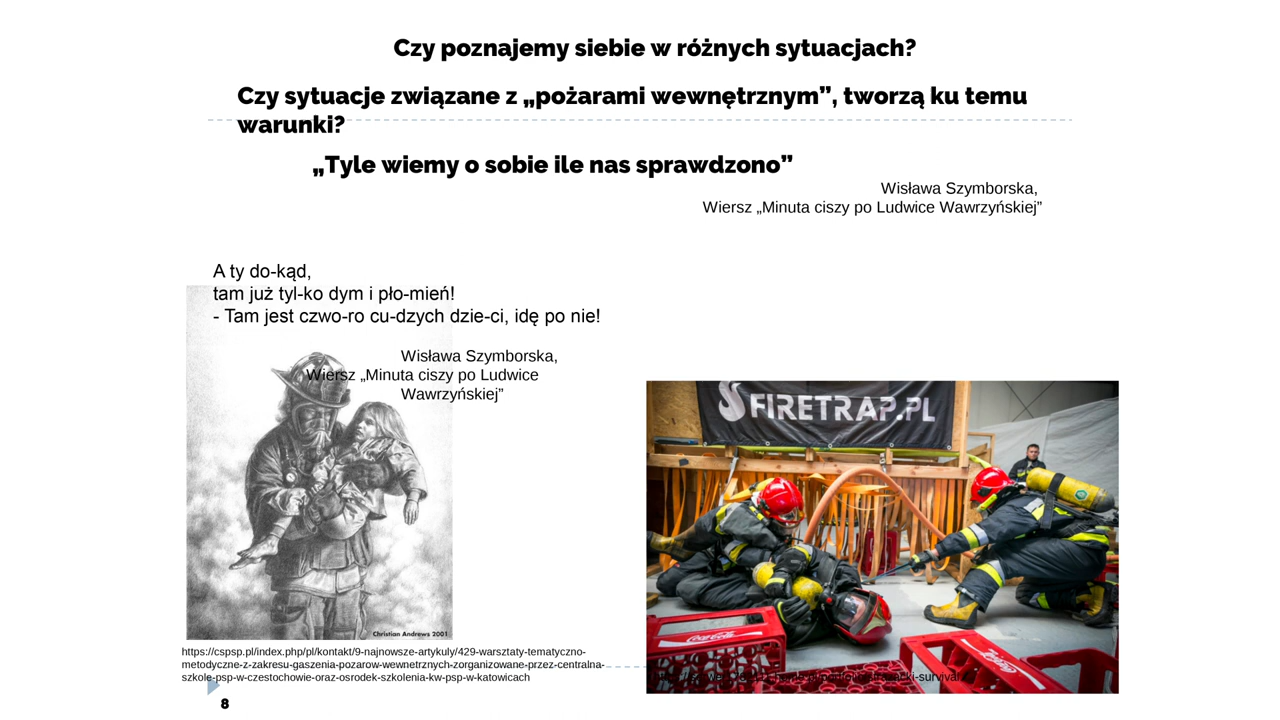 Czy poznajemy siebie w różnych sytuacjach?
Czy sytuacje związane z „pożarami wewnętrznym”, tworzą ku temu
warunki?
„Tyle wiemy o sobie ile nas sprawdzono”
Wisława Szymborska,
Wiersz „Minuta ciszy po Ludwice Wawrzyńskiej”
A ty do-kąd,
tam już tyl-ko dym i pło-mień!
- Tam jest czwo-ro cu-dzych dzie-ci, idę po nie!
Wisława Szymborska,
Wiersz „Minuta ciszy po Ludwice
Wawrzyńskiej”
FIRETRAP.PL
Christian Andrews 2001
Coca-Cola
https://cspsp.pl/index.php/pl/kontakt/9-najnowsze-artykuly/429-warsztaty-tematyczno-
metodyczne-z-zakresu-gaszenia-pozarow-wewnetrznych-zorganizowane-przez-centralna-
szkole-psp-w-czestochowie-oraz-osrodek-szkolenia-kw-psp-w-katowicach
8